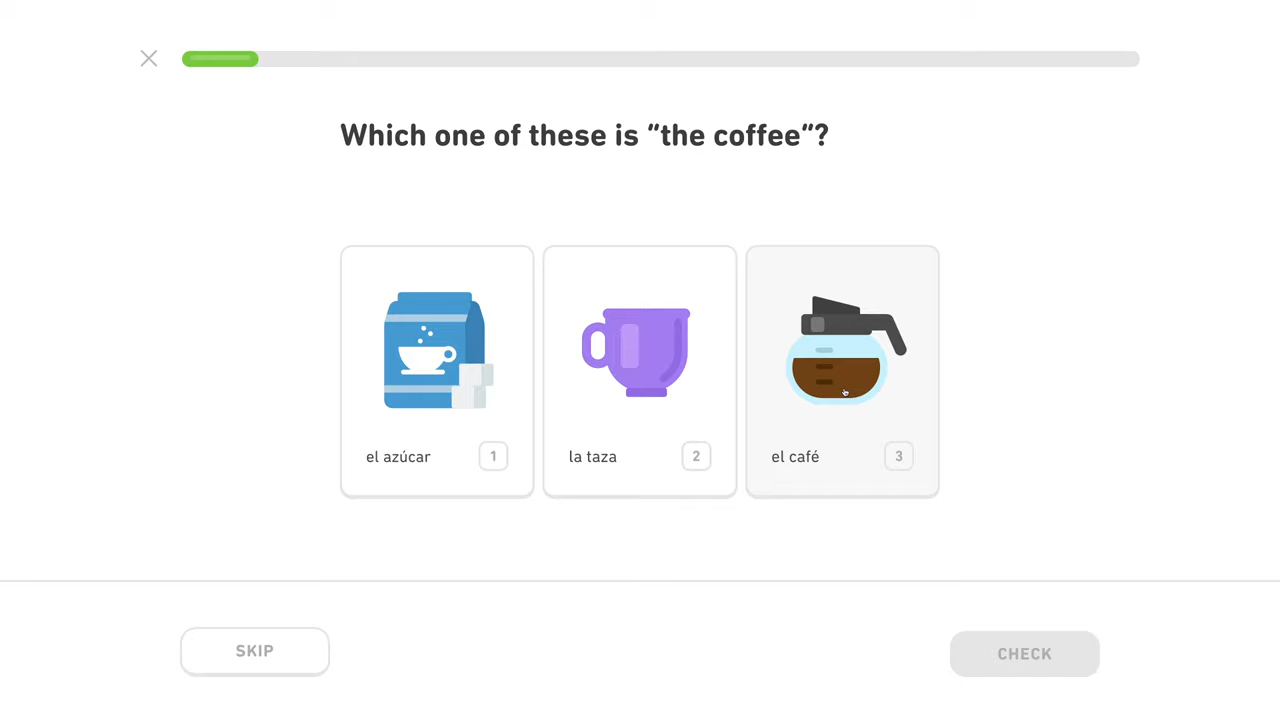 Which one of these is “the coffee“?
el azúcar 1
la taza 2
el café 3
SKIP
CHECK